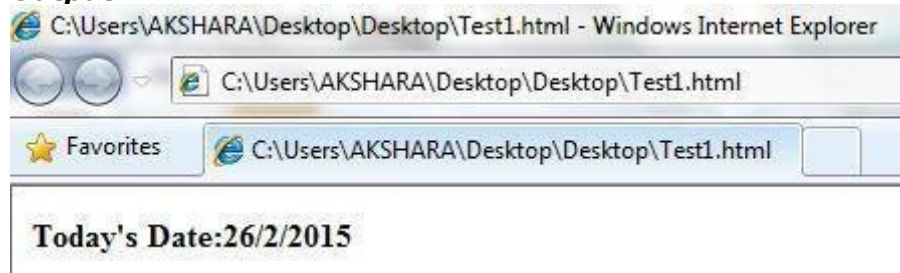 C:\Users\AKSHARA\Desktop\Desktop\Test1.html - Windows Internet Explorer
C:\Users\AKSHARA\Desktop\Desktop\Test1.html
Favorites C:\Users\AKSHARA\Desktop\Desktop\Test1.html
Today's Date:26/2/2015